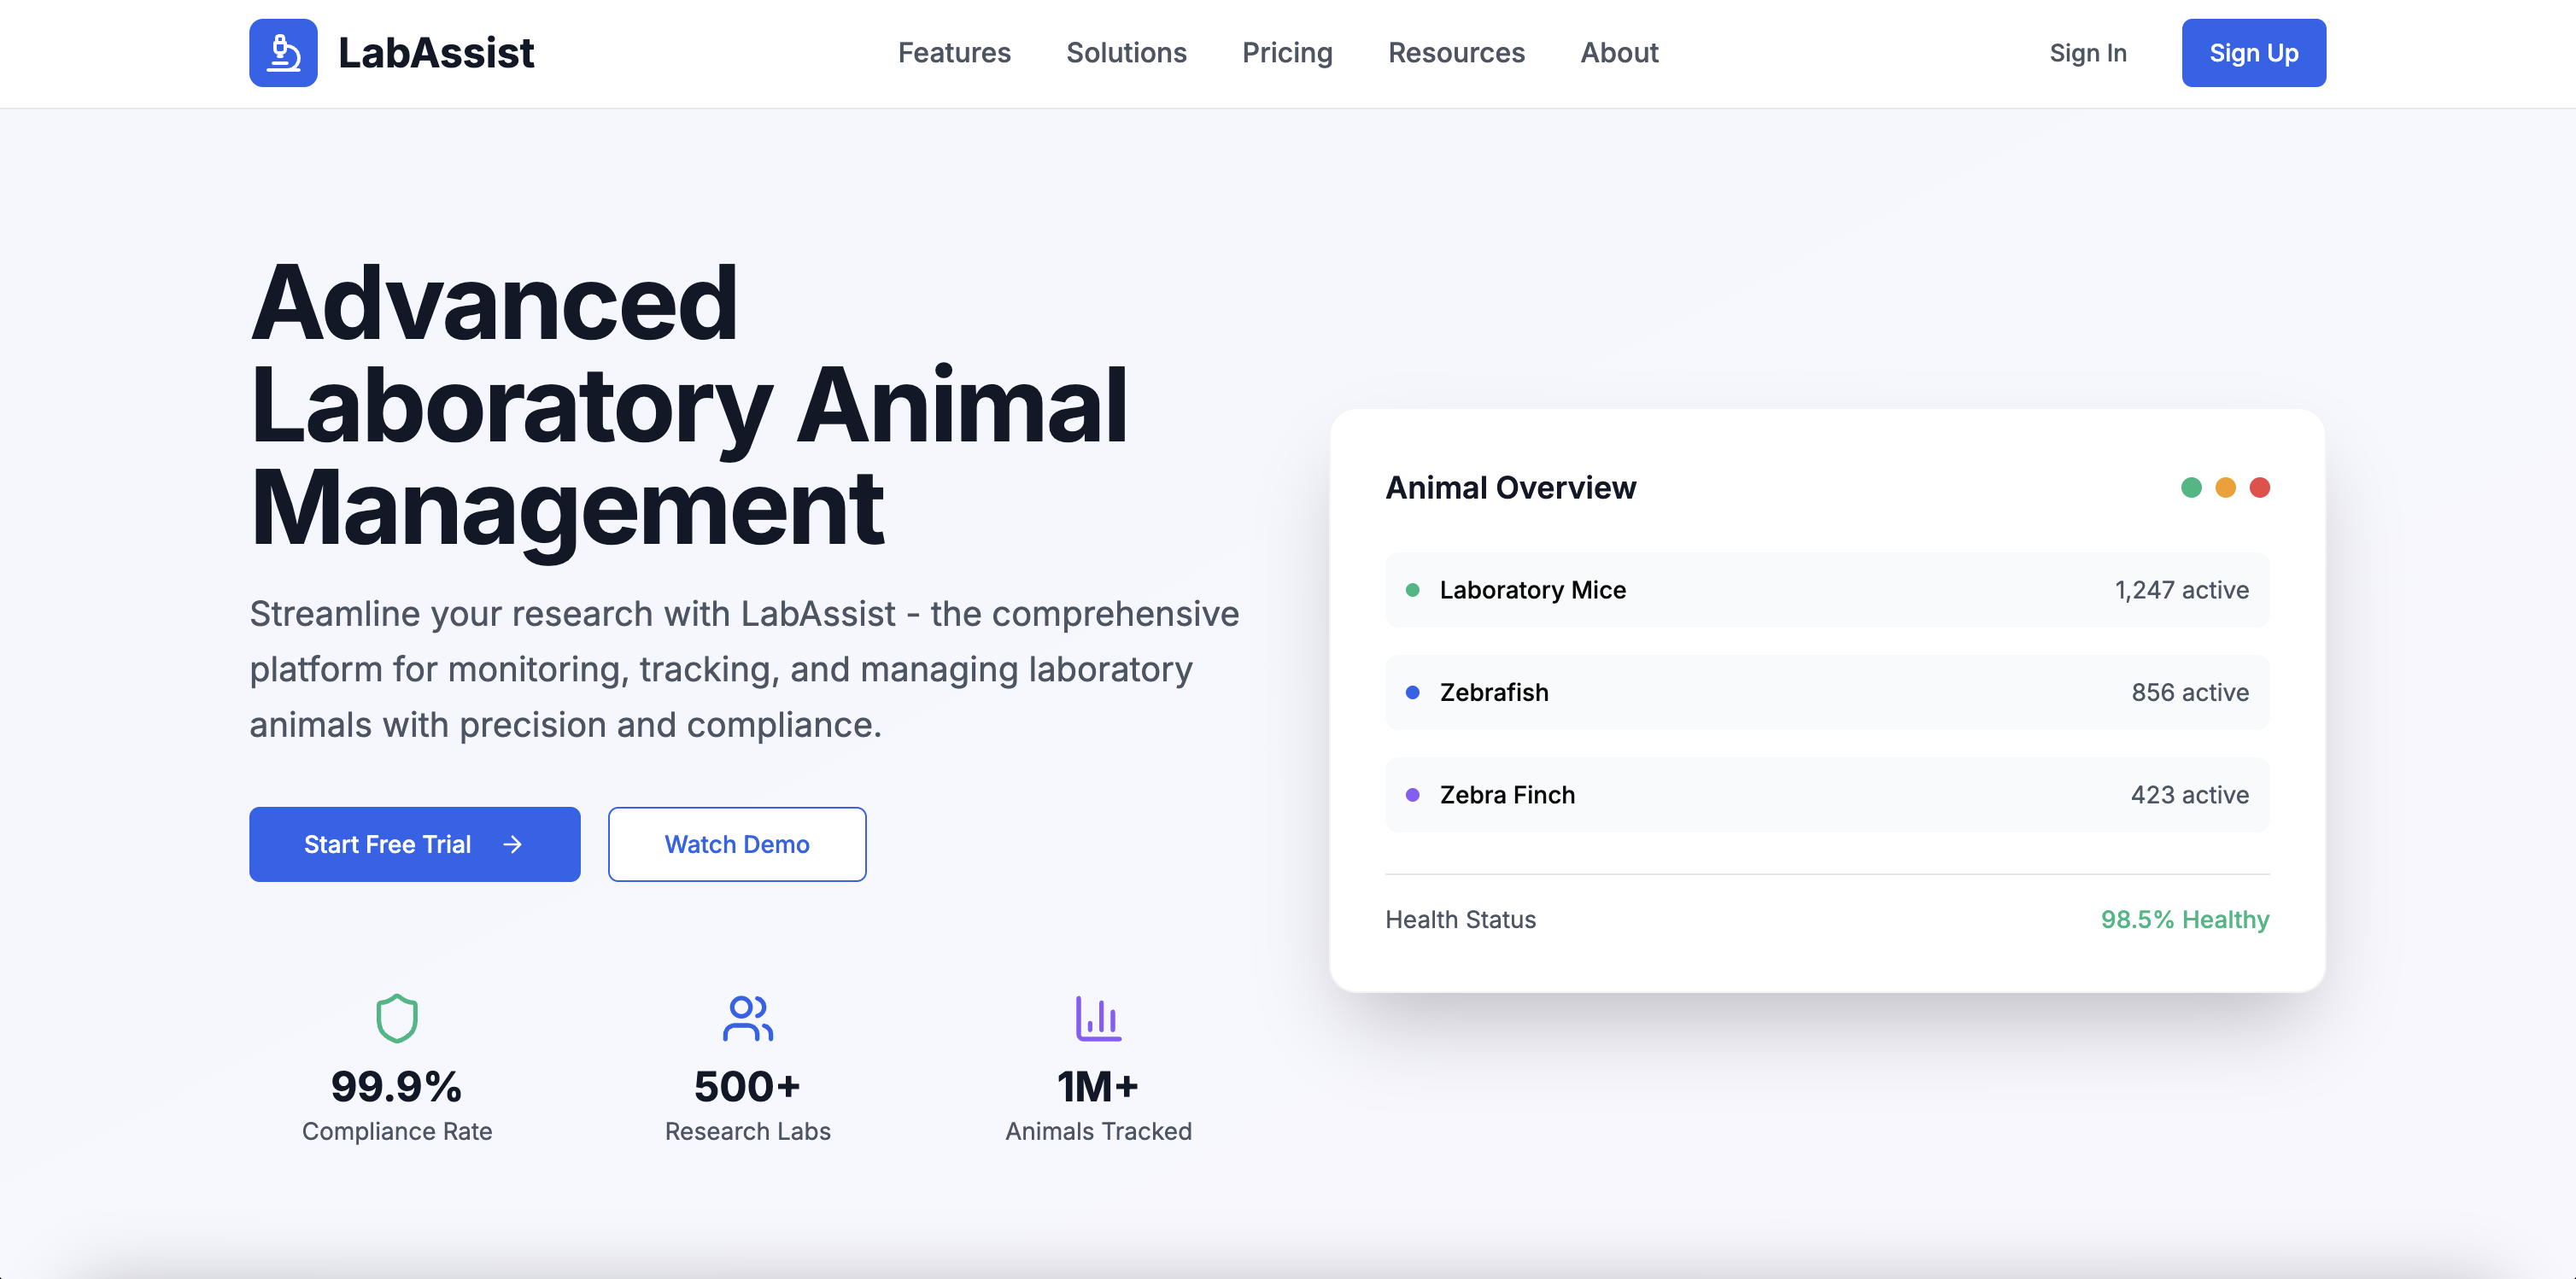 LabAssist
Features
Solutions
Pricing
Resources
About
Sign In
Sign Up
Advanced
Laboratory Animal
Management
Streamline your research with LabAssist - the comprehensive
platform for monitoring, tracking, and managing laboratory
animals with precision and compliance.
Start Free Trial →
Watch Demo
99.9%
Compliance Rate
500+
Research Labs
1M+
Animals Tracked
Animal Overview
Laboratory Mice
1,247 active
Zebrafish
856 active
Zebra Finch
423 active
Health Status
98.5% Healthy